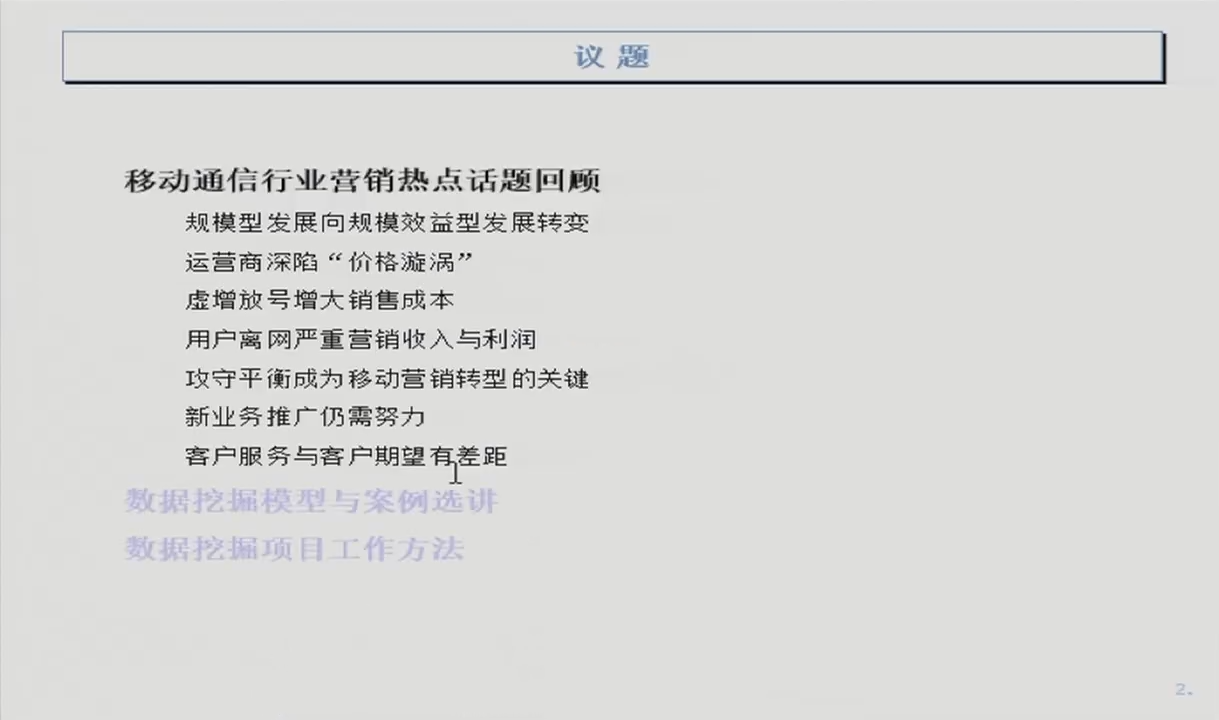 议 题
移动通信行业营销热点话题回顾
规模型发展向规模效益型发展转变
运营商深陷“价格漩涡”
虚增放号增大销售成本
用户离网严重营销收入与利润
攻守平衡成为移动营销转型的关键
新业务推广仍需努力
客户服务与客户期望有差距
数据挖掘模型与案例选讲
数据挖掘项目工作方法
2.